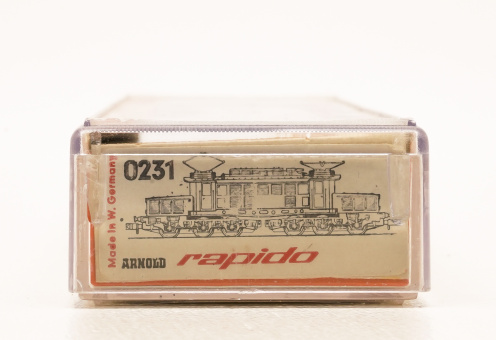 Made in W. Germany
0231
ARNOLD rapido